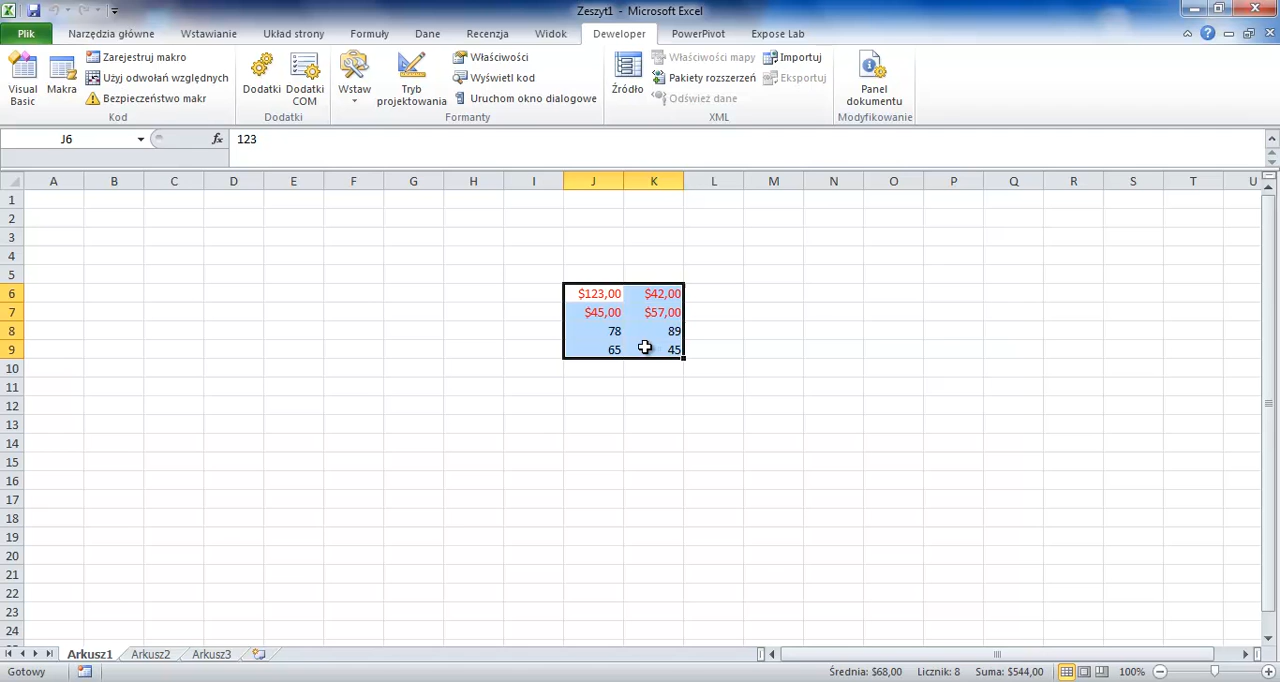 Zeszyt1 - Microsoft Excel
Plik Narzędzia główne Wstawianie Układ strony Formuły Dane Recenzja Widok Deweloper PowerPivot Expose Lab
Visual Basic
Makra
Zarejestruj makro
Użyj odwołań względnych
Bezpieczeństwo makr
Kod
Dodatki
Dodatki COM
Dodatki
Wstaw
Tryb projektowania
Właściwości
Wyświetl kod
Uruchom okno dialogowe
Formanty
Źródło
Właściwości mapy
Pakiety rozszerzeń
Odśwież dane
Importuj
Eksportuj
XML
Panel dokumentu
Modyfikowanie
J6 fx 123
A B C D E F G H I J K L M N O P Q R S T U
1
2
3
4
5
6 $123,00 $42,00
7 $45,00 $57,00
8 78 89
9 65 45
10
11
12
13
14
15
16
17
18
19
20
21
22
23
24
Arkusz1 Arkusz2 Arkusz3
Gotowy Średnia: $68,00 Licznik: 8 Suma: $544,00 100%